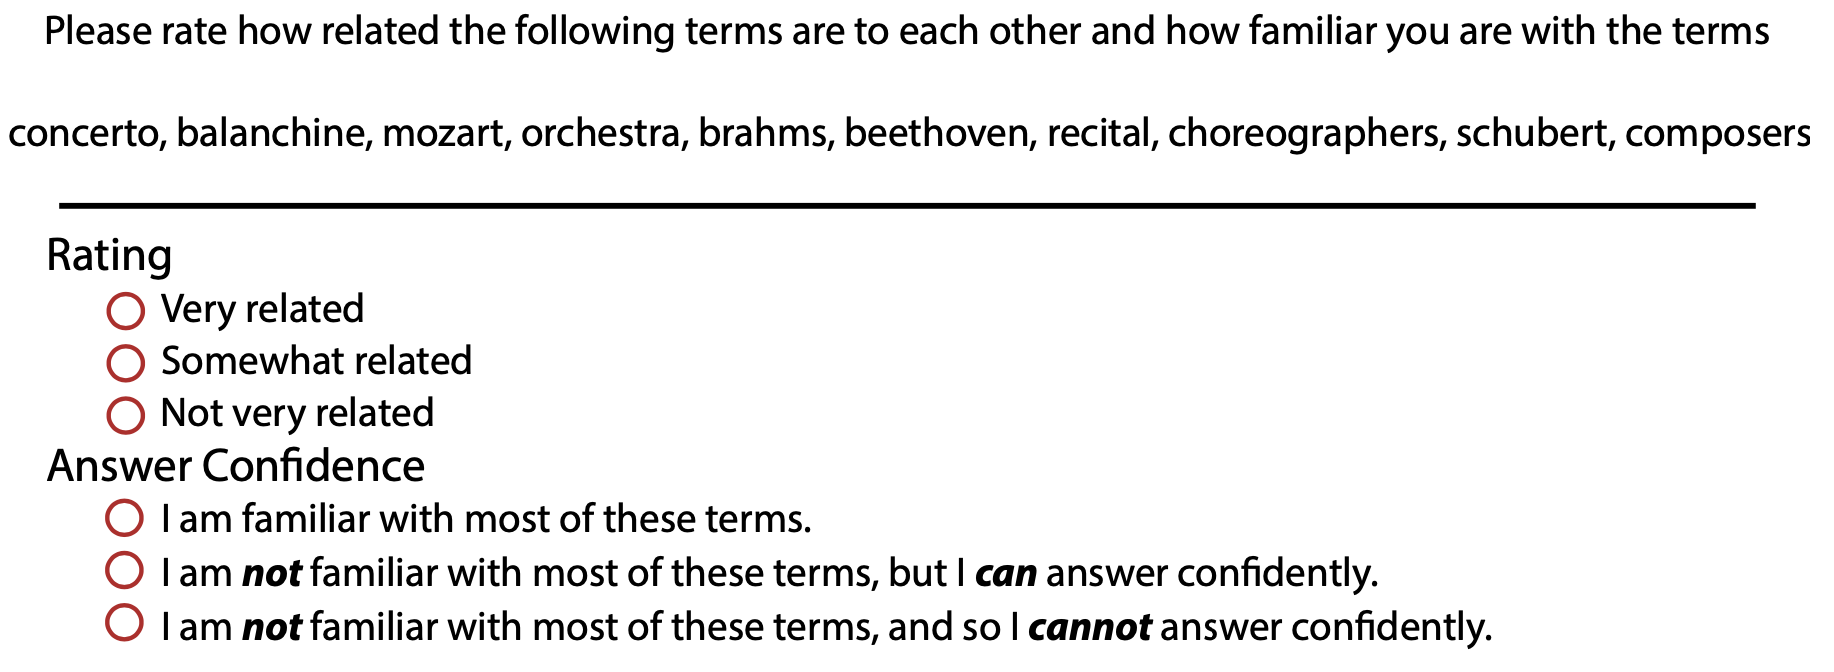 Please rate how related the following terms are to each other and how familiar you are with the terms
concerto, balanchine, mozart, orchestra, brahms, beethoven, recital, choreographers, schubert, composers
Rating
Very related
Somewhat related
Not very related
Answer Confidence
I am familiar with most of these terms.
I am not familiar with most of these terms, but I can answer confidently.
I am not familiar with most of these terms, and so I cannot answer confidently.